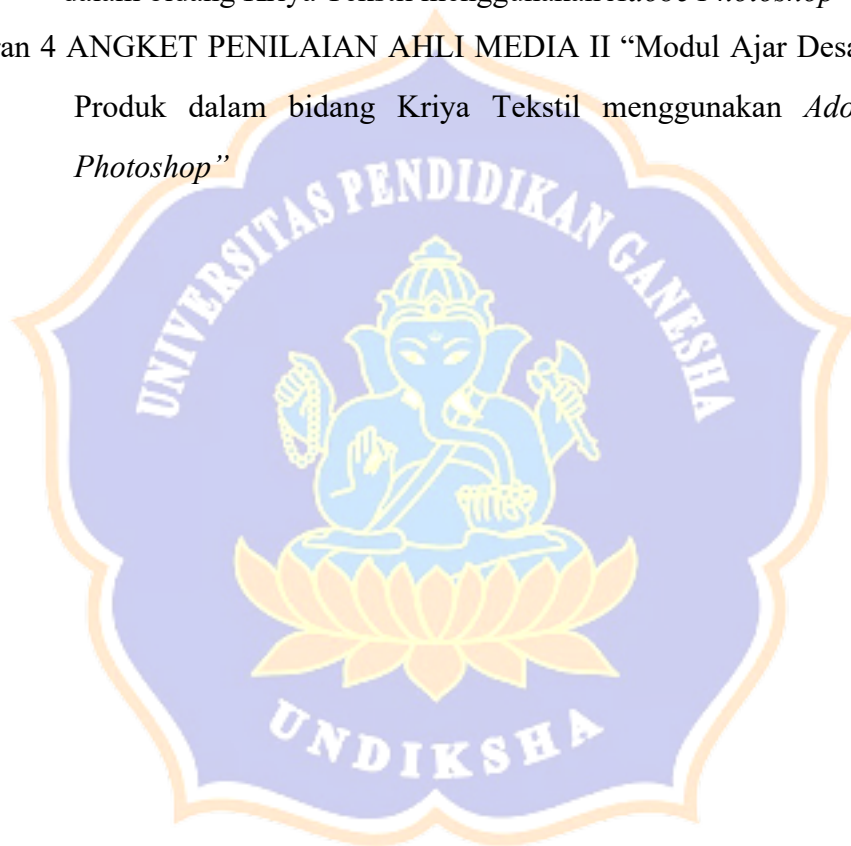 dalam bidang Kriya Tekstil menggunakan Adobe Photoshop”
ran 4 ANGKET PENILAIAN AHLI MEDIA II “Modul Ajar Desa
Produk dalam bidang Kriya Tekstil menggunakan Ado
Photoshop”
UNIVERSITAS PENDIDIKAN GANESHA
UNDIKSHA